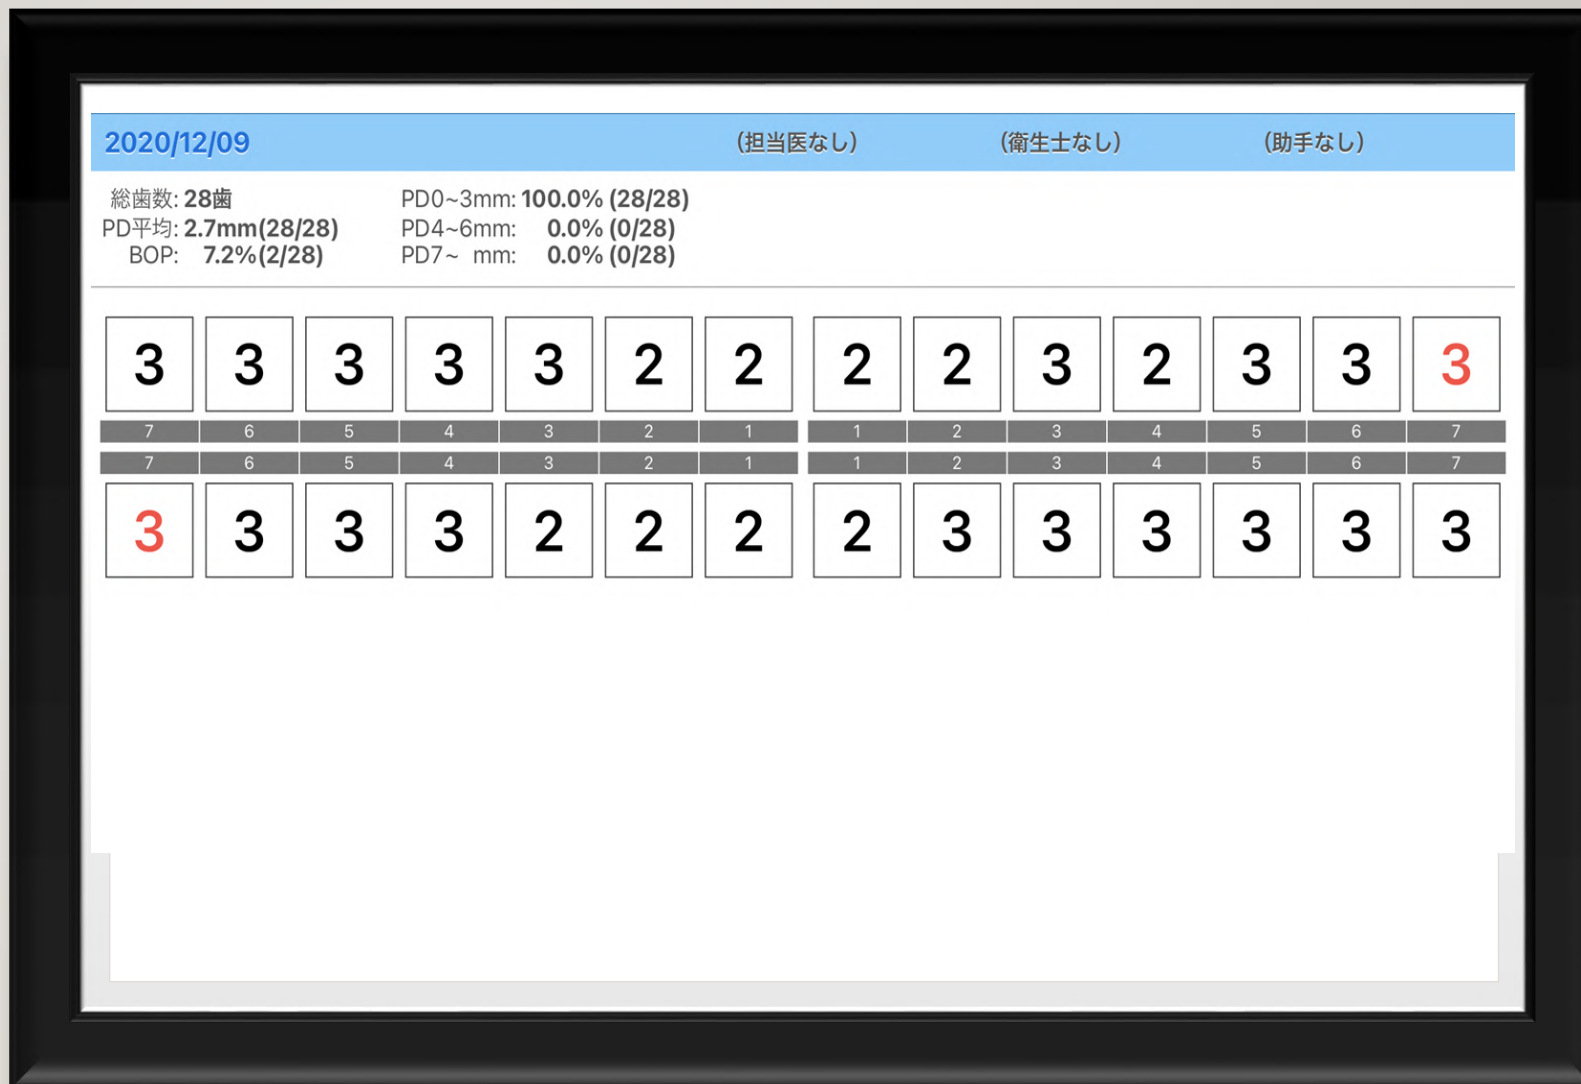 2020/12/09 (担当医なし) (衛生士なし) (助手なし)
総歯数: 28歯 PD0~3mm: 100.0% (28/28)
PD平均: 2.7mm(28/28) PD4~6mm: 0.0% (0/28)
BOP: 7.2%(2/28) PD7~ mm: 0.0% (0/28)
3 3 3 3 3 2 2 2 2 3 2 3 3 3
7 6 5 4 3 2 1 1 2 3 4 5 6 7
7 6 5 4 3 2 1 1 2 3 4 5 6 7
3 3 3 3 2 2 2 2 3 3 3 3 3 3